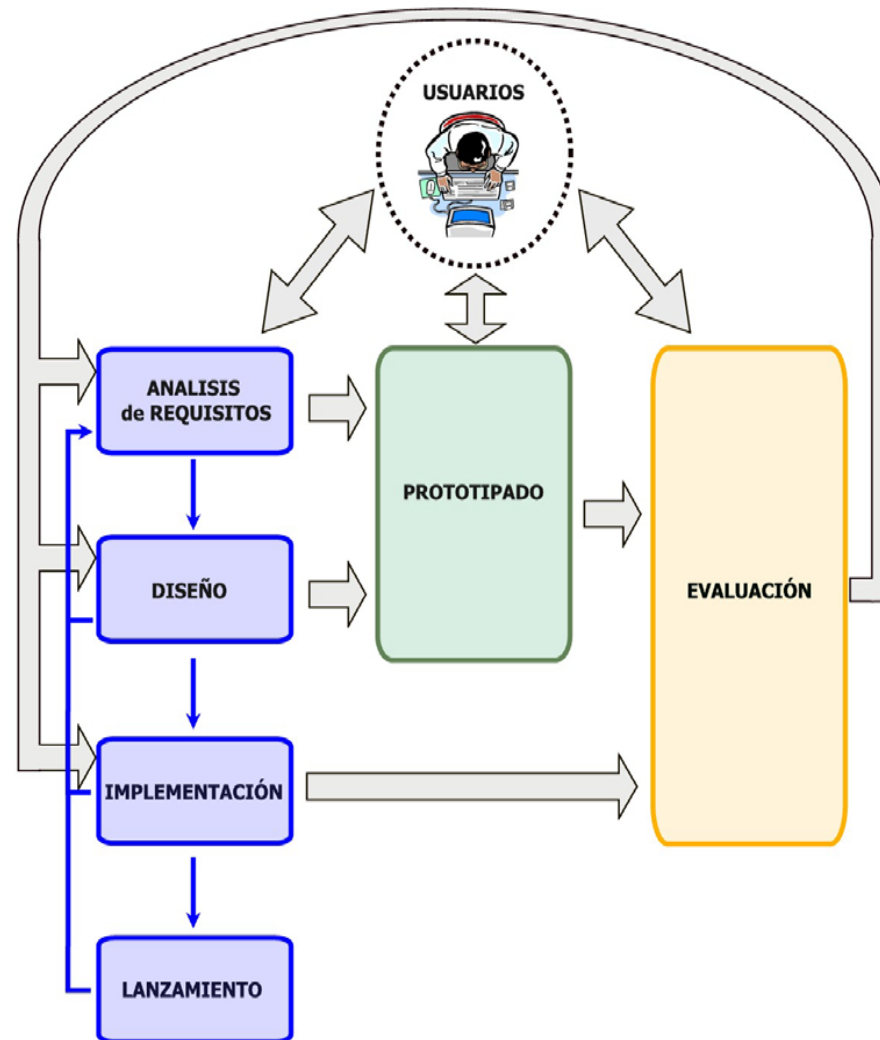 USUARIOS
ANALISIS
de REQUISITOS
PROTOTIPADO
DISEÑO
EVALUACIÓN
IMPLEMENTACIÓN
LANZAMIENTO